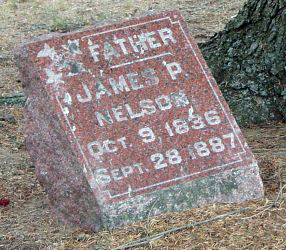 FATHER
JAMES P.
NELSON
OCT. 9, 1836
SEPT. 28, 1887